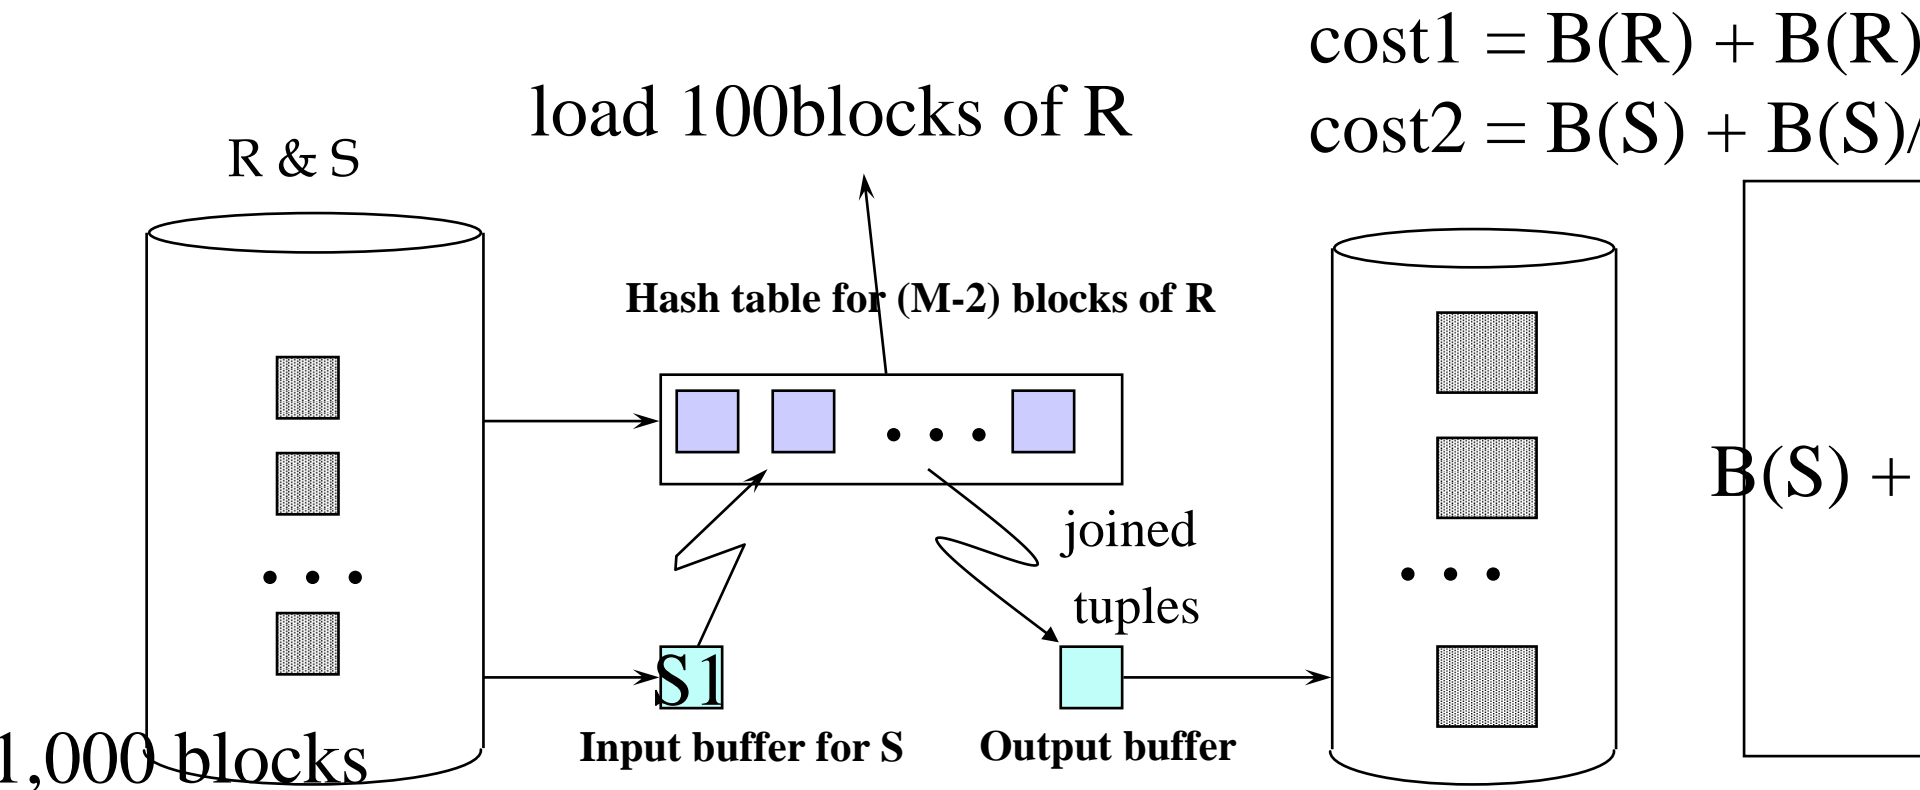 cost1 = B(R) + B(R)
cost2 = B(S) + B(S)/
load 100blocks of R
R & S
Hash table for (M-2) blocks of R
B(S) +
joined
tuples
S1
1,000 blocks
Input buffer for S
Output buffer